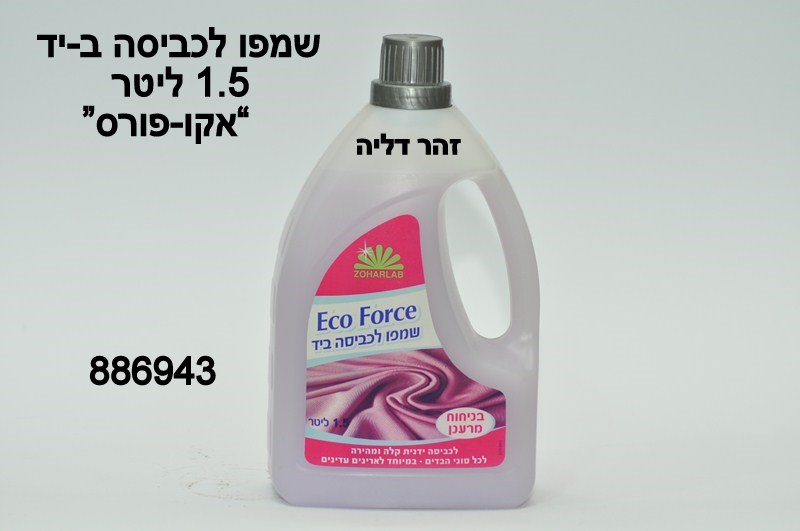 שמפו לכביסה ב-יד
1.5 ליטר
“אקו-פורס”
זהר דליה
ZOHARLAB
Eco Force
שמפו לכביסה ביד
1.5 ליטר
בניחוח
מרענן
לכביסה ידנית קלה ומהירה
לכל סוגי הבדים - במיוחד לאריגים עדינים
886943